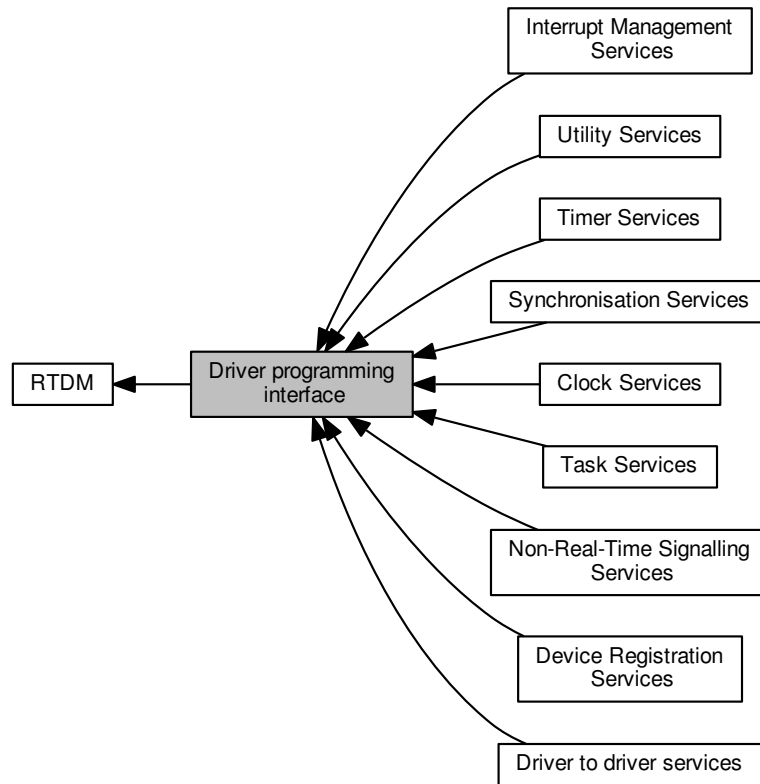 Interrupt Management
Services
Utility Services
Timer Services
Synchronisation Services
Clock Services
Task Services
Non-Real-Time Signalling
Services
Device Registration
Services
Driver to driver services
Driver programming
interface
RTDM